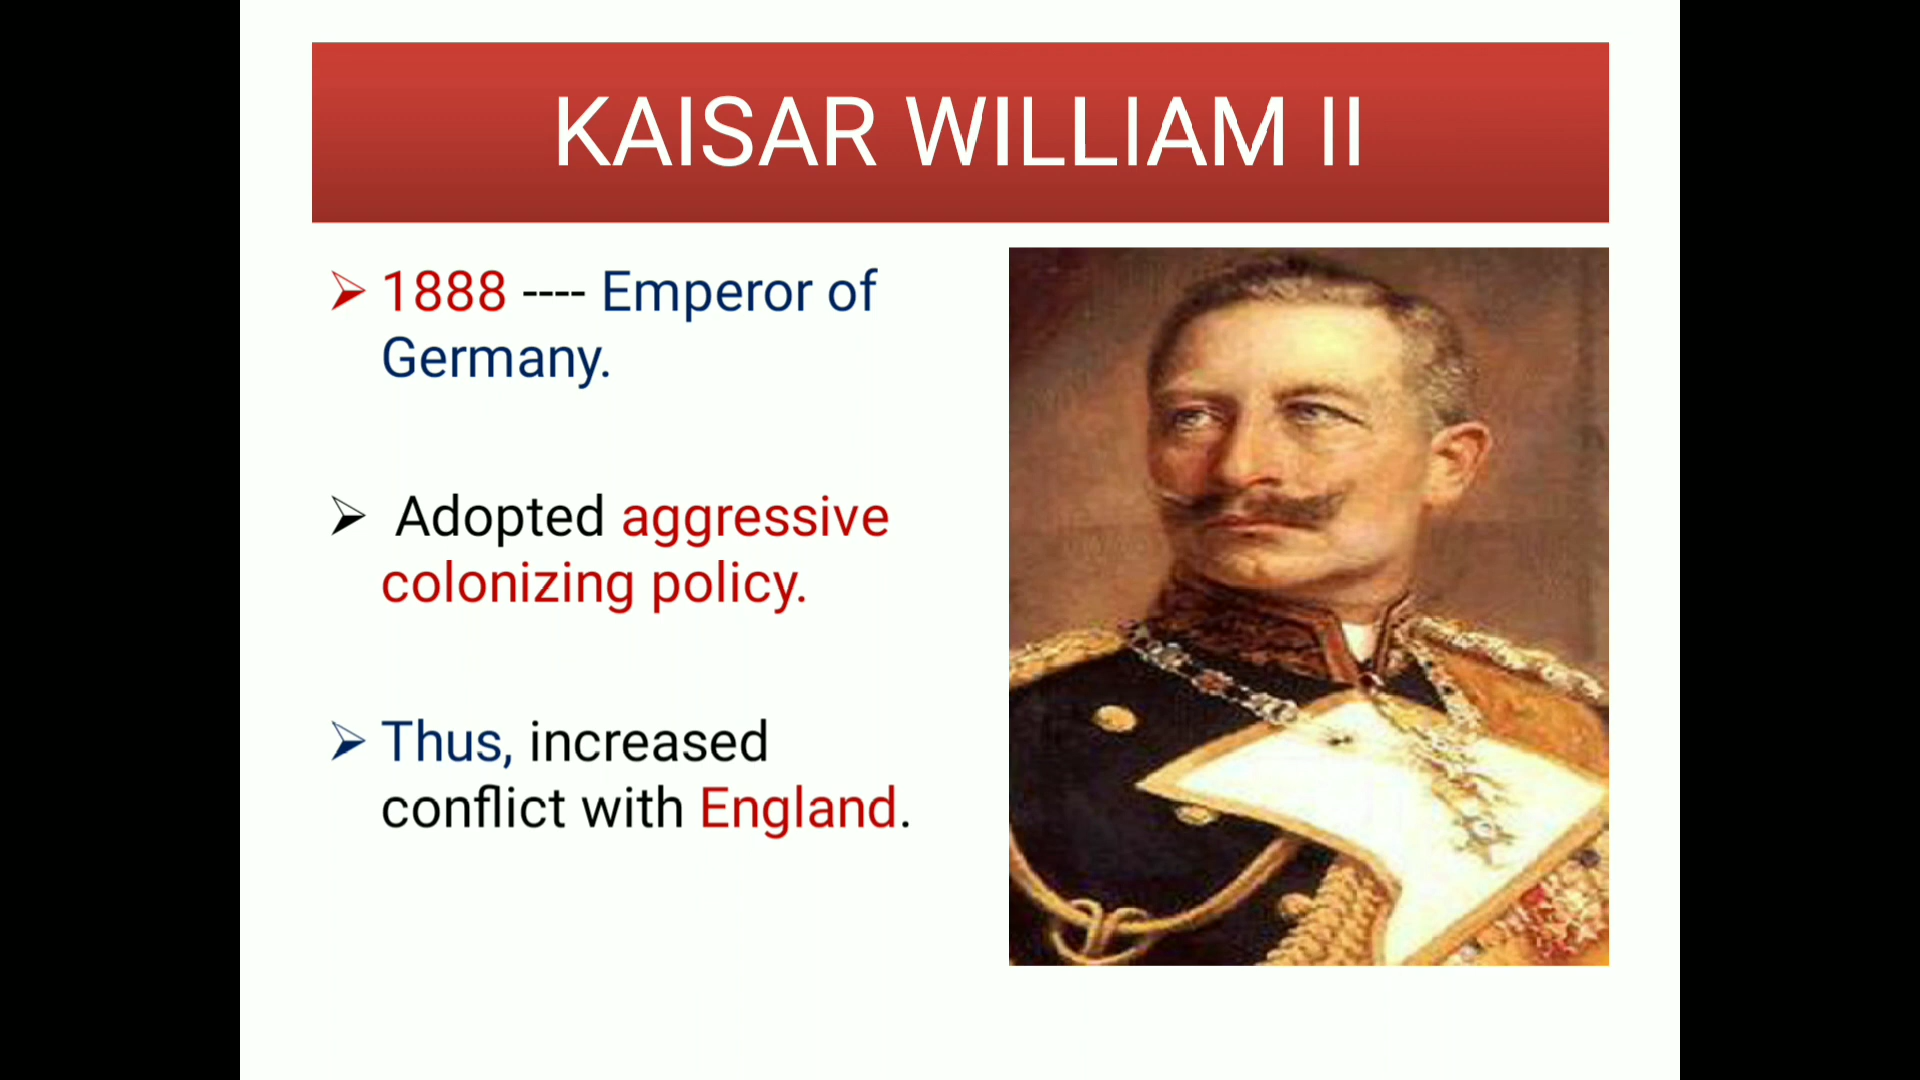 KAISAR WILLIAM II
1888 ---- Emperor of
Germany.
Adopted aggressive
colonizing policy.
Thus, increased
conflict with England.